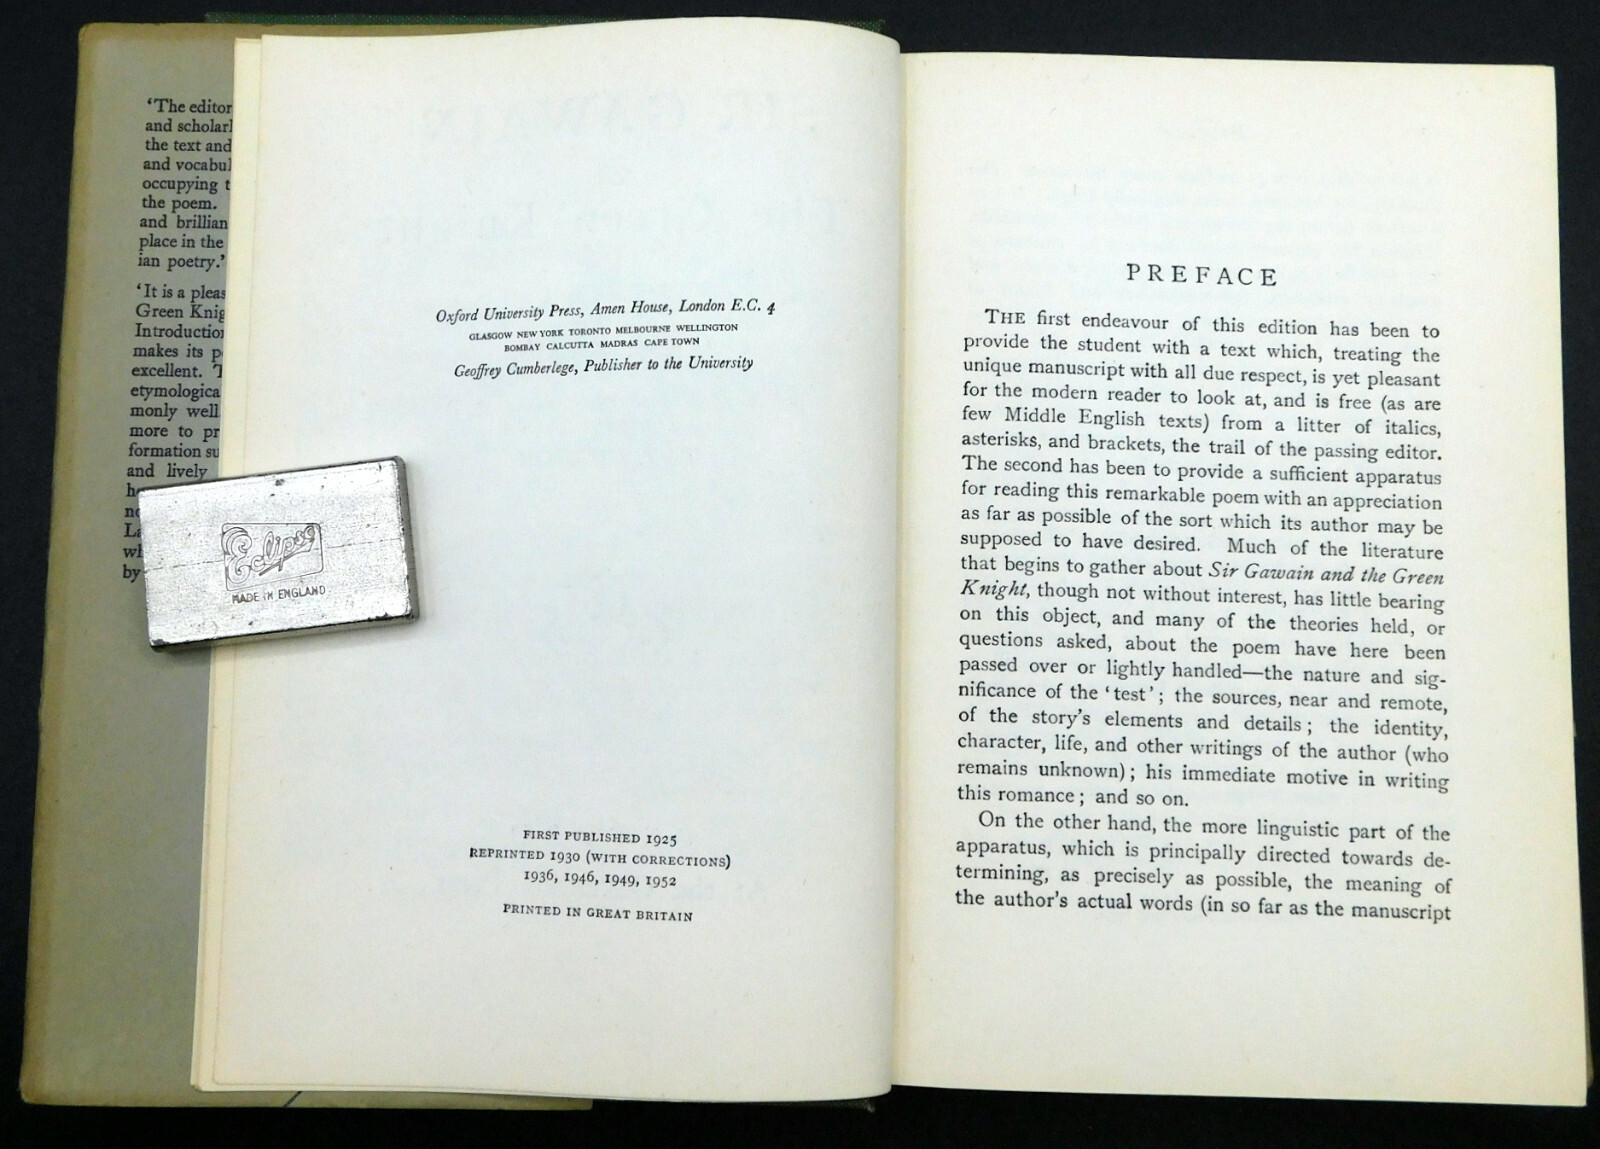 ‘The editor
and scholarl
the text and
and vocabul
occupying t
the poem.
and brillian
place in the
ian poetry.’
‘It is a pleas
Green Knig
Introduction
makes its p
excellent.
etymologica
monly well
more to pr
formation su
and lively
by
Eclipse
MADE IN ENGLAND
Oxford University Press, Amen House, London E.C. 4
GLASGOW NEW YORK TORONTO MELBOURNE WELLINGTON
BOMBAY CALCUTTA MADRAS CAPE TOWN
Geoffrey Cumberlege, Publisher to the University
FIRST PUBLISHED 1925
REPRINTED 1930 (WITH CORRECTIONS)
1936, 1946, 1949, 1952
PRINTED IN GREAT BRITAIN
PREFACE
THE first endeavour of this edition has been to
provide the student with a text which, treating the
unique manuscript with all due respect, is yet pleasant
for the modern reader to look at, and is free (as are
few Middle English texts) from a litter of italics,
asterisks, and brackets, the trail of the passing editor.
The second has been to provide a sufficient apparatus
for reading this remarkable poem with an appreciation
as far as possible of the sort which its author may be
supposed to have desired. Much of the literature
that begins to gather about Sir Gawain and the Green
Knight, though not without interest, has little bearing
on this object, and many of the theories held, or
questions asked, about the poem have here been
passed over or lightly handled—the nature and sig-
nificance of the ‘test’; the sources, near and remote,
of the story’s elements and details; the identity,
character, life, and other writings of the author (who
remains unknown); his immediate motive in writing
this romance; and so on.
On the other hand, the more linguistic part of the
apparatus, which is principally directed towards de-
termining, as precisely as possible, the meaning of
the author’s actual words (in so far as the manuscript